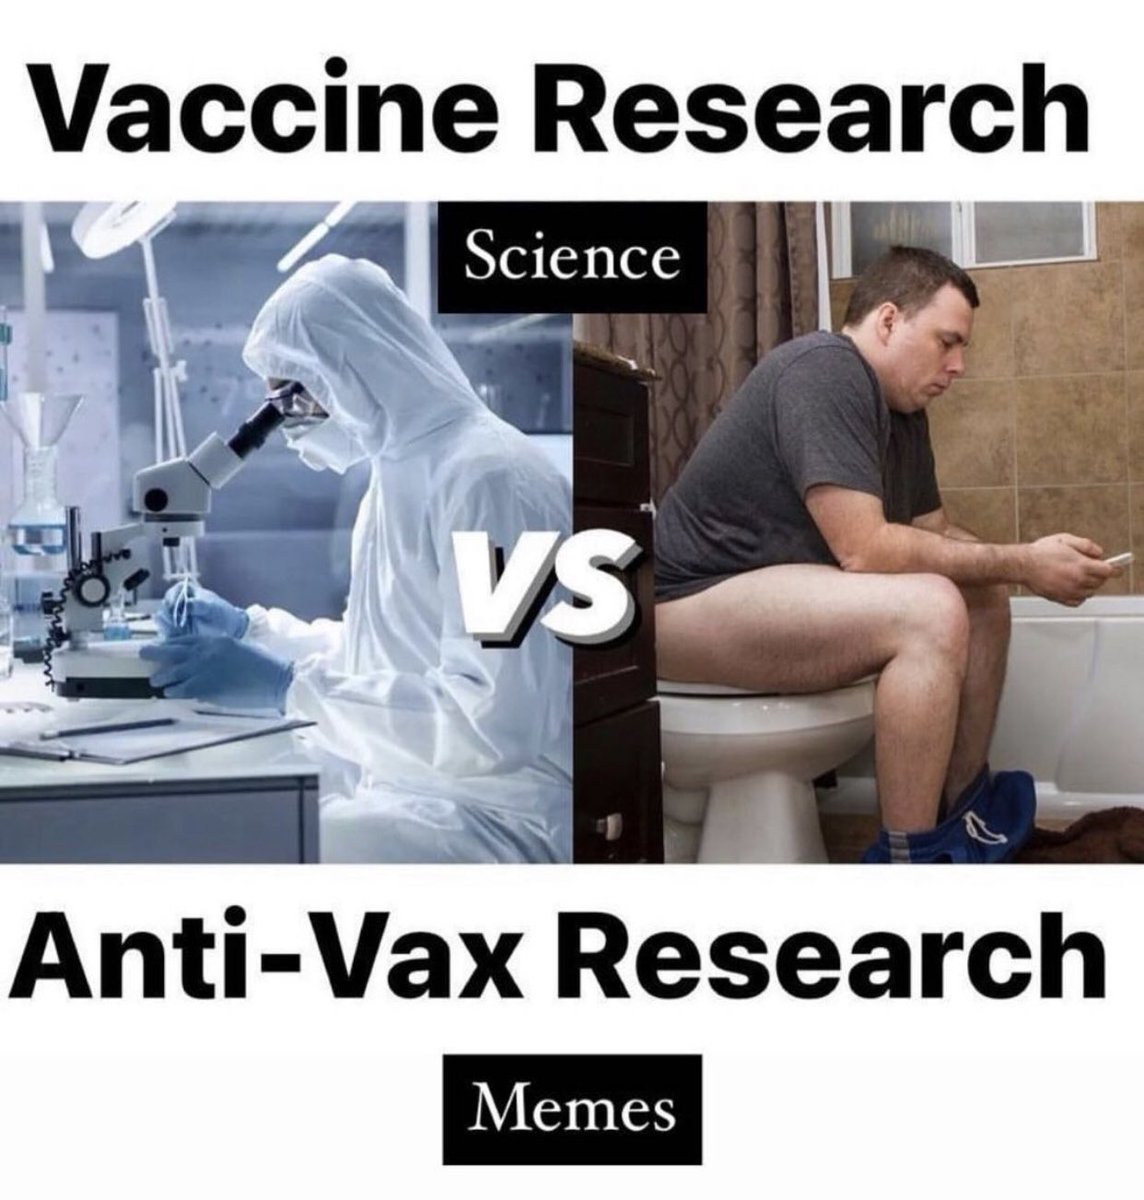 Vaccine Research
Science
VS
Anti-Vax Research
Memes